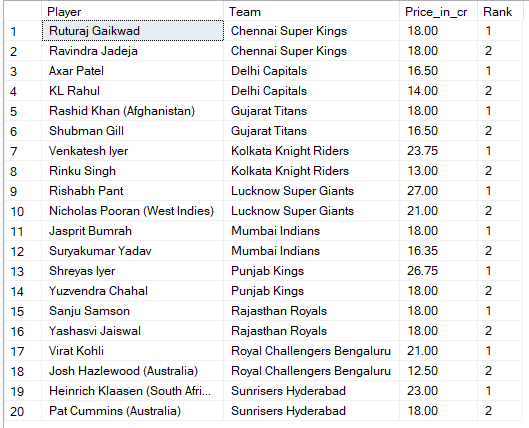 Player Team Price_in_cr Rank
1 Ruturaj Gaikwad Chennai Super Kings 18.00 1
2 Ravindra Jadeja Chennai Super Kings 18.00 2
3 Axar Patel Delhi Capitals 16.50 1
4 KL Rahul Delhi Capitals 14.00 2
5 Rashid Khan (Afghanistan) Gujarat Titans 18.00 1
6 Shubman Gill Gujarat Titans 16.50 2
7 Venkatesh Iyer Kolkata Knight Riders 23.75 1
8 Rinku Singh Kolkata Knight Riders 13.00 2
9 Rishabh Pant Lucknow Super Giants 27.00 1
10 Nicholas Pooran (West Indies) Lucknow Super Giants 21.00 2
11 Jasprit Bumrah Mumbai Indians 18.00 1
12 Suryakumar Yadav Mumbai Indians 16.35 2
13 Shreyas Iyer Punjab Kings 26.75 1
14 Yuzvendra Chahal Punjab Kings 18.00 2
15 Sanju Samson Rajasthan Royals 18.00 1
16 Yashasvi Jaiswal Rajasthan Royals 18.00 2
17 Virat Kohli Royal Challengers Bengaluru 21.00 1
18 Josh Hazlewood (Australia) Royal Challengers Bengaluru 12.50 2
19 Heinrich Klaasen (South Afri... Sunrisers Hyderabad 23.00 1
20 Pat Cummins (Australia) Sunrisers Hyderabad 18.00 2